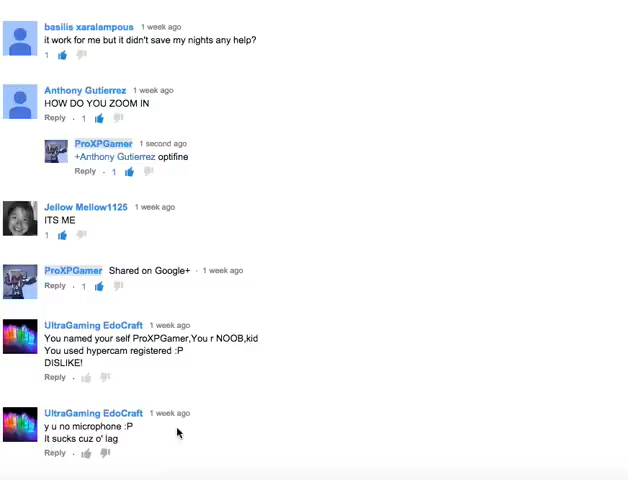 basilis xaralampous 1 week ago
it work for me but it didn't save my nights any help?
1
Anthony Gutierrez 1 week ago
HOW DO YOU ZOOM IN
Reply · 1
ProXPGamer 1 second ago
+Anthony Gutierrez optifine
Reply · 1
Jellow Mellow1125 1 week ago
ITS ME
1
ProXPGamer Shared on Google+ · 1 week ago
Reply · 1
UltraGaming EdoCraft 1 week ago
You named your self ProXPGamer,You r NOOB,kid
You used hypercam registered :P
DISLIKE!
Reply ·
UltraGaming EdoCraft 1 week ago
y u no microphone :P
It sucks cuz o' lag
Reply ·